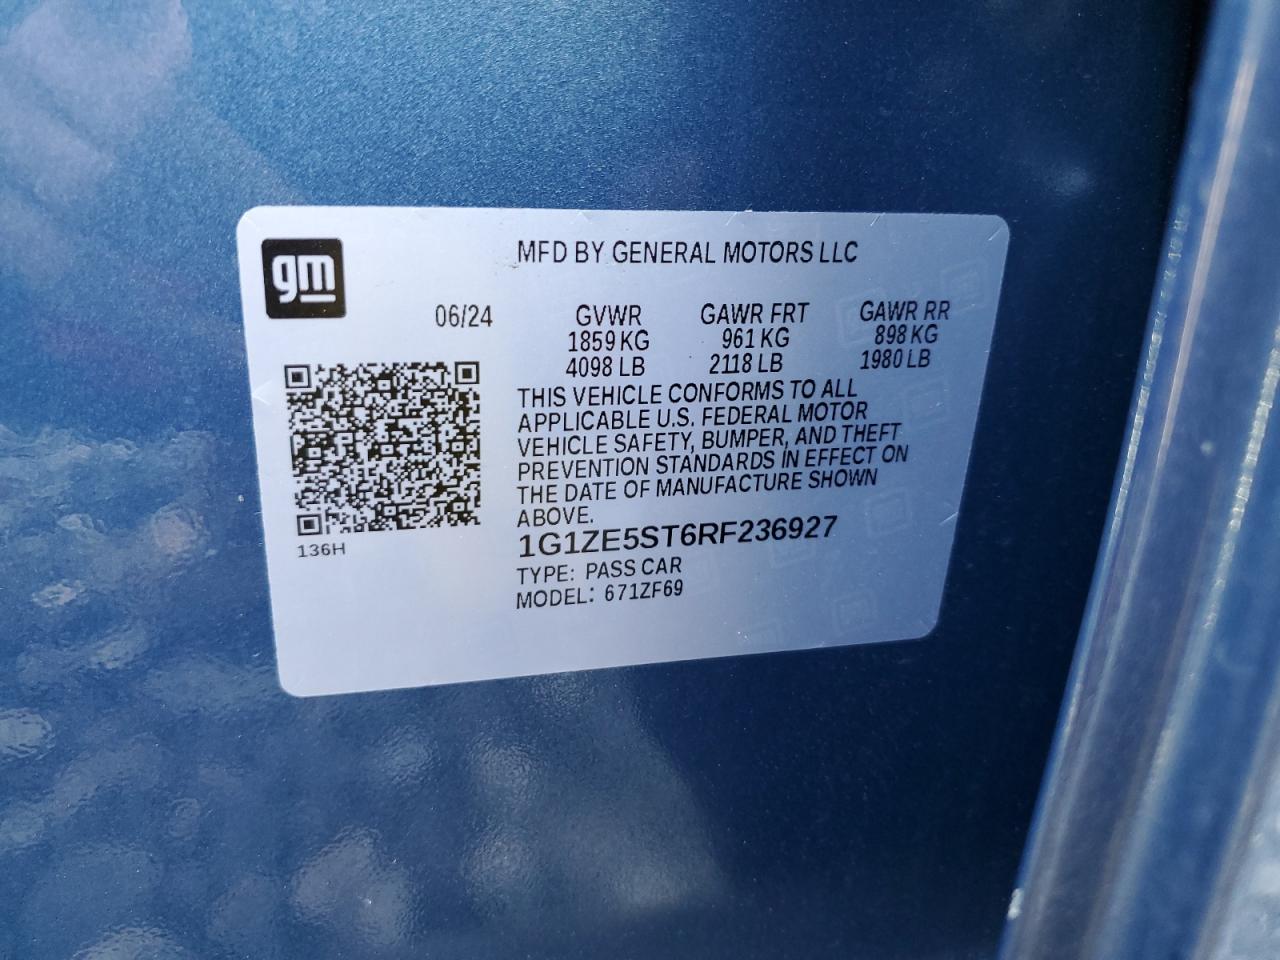 gm
MFD BY GENERAL MOTORS LLC
06/24 GVWR GAWR FRT GAWR RR
1859 KG 961 KG 898 KG
4098 LB 2118 LB 1980 LB
THIS VEHICLE CONFORMS TO ALL
APPLICABLE U.S. FEDERAL MOTOR
VEHICLE SAFETY, BUMPER, AND THEFT
PREVENTION STANDARDS IN EFFECT ON
THE DATE OF MANUFACTURE SHOWN
ABOVE.
136H
1G1ZE5ST6RF236927
TYPE: PASS CAR
MODEL: 671ZF69